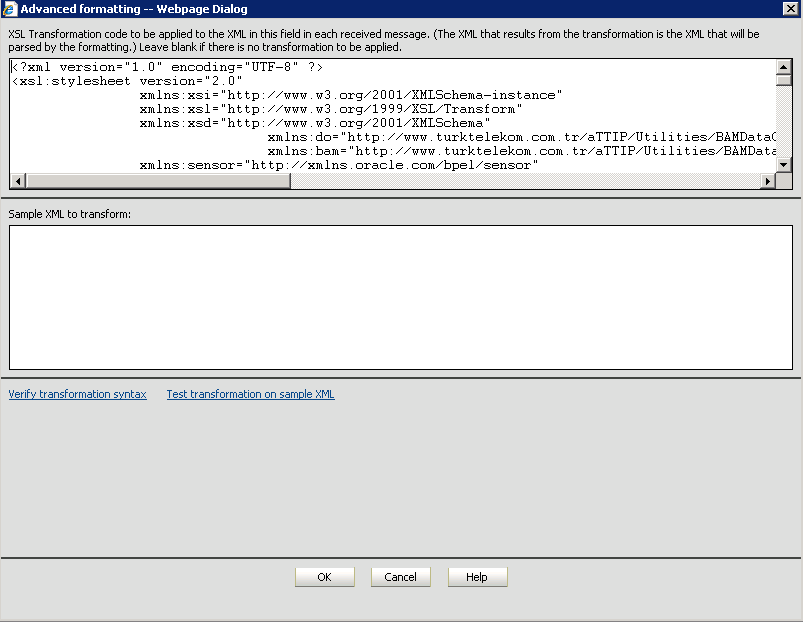 Advanced formatting -- Webpage Dialog
XSL Transformation code to be applied to the XML in this field in each received message. (The XML that results from the transformation is the XML that will be
parsed by the formatting.) Leave blank if there is no transformation to be applied.
<?xml version="1.0" encoding="UTF-8" ?>
<xsl:stylesheet version="2.0"
xmlns:xsi="http://www.w3.org/2001/XMLSchema-instance"
xmlns:xsl="http://www.w3.org/1999/XSL/Transform"
xmlns:xsd="http://www.w3.org/2001/XMLSchema"
xmlns:do="http://www.turktelekom.com.tr/aTTIP/Utilities/BAMDataO
xmlns:bam="http://www.turktelekom.com.tr/aTTIP/Utilities/BAMData
xmlns:sensor="http://xmlns.oracle.com/bpel/sensor"
Sample XML to transform:
Verify transformation syntax Test transformation on sample XML
OK Cancel Help